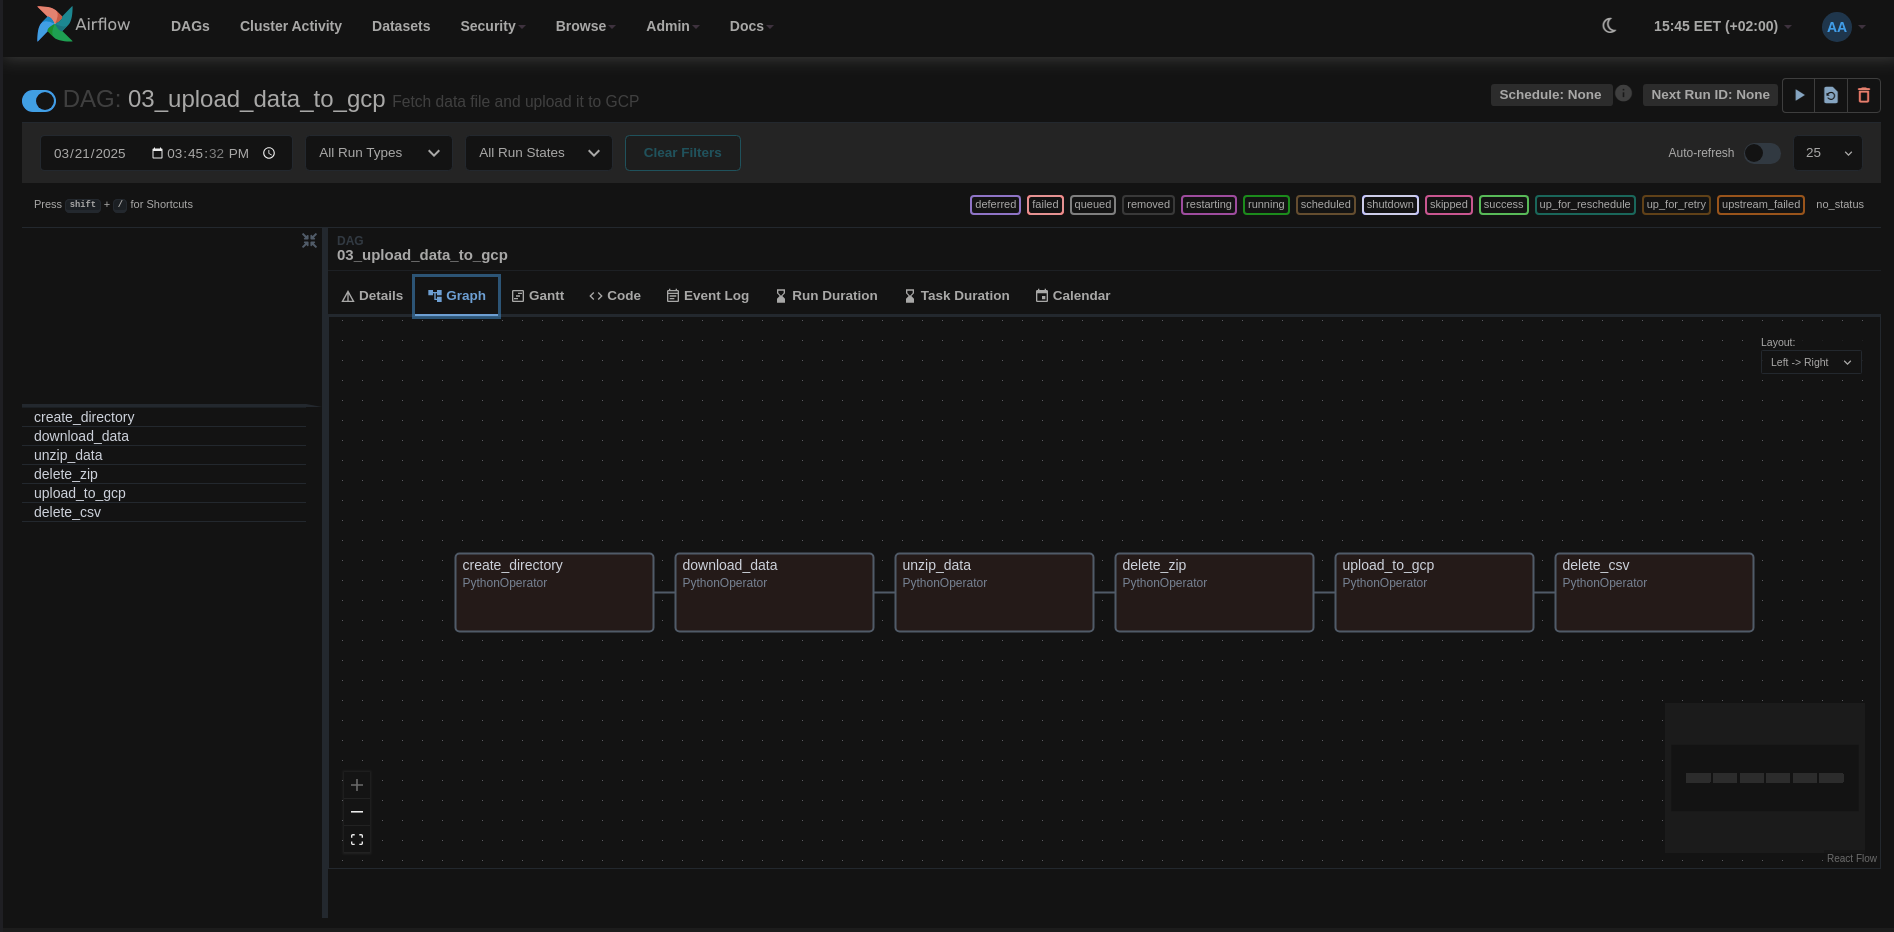 Airflow DAGs Cluster Activity Datasets Security Browse Admin Docs 15:45 EET (+02:00) AA
DAG: 03_upload_data_to_gcp Fetch data file and upload it to GCP
Schedule: None Next Run ID: None
03/21/2025 03:45:32 PM All Run Types All Run States Clear Filters Auto-refresh 25
Press shift + / for Shortcuts
deferred failed queued removed restarting running scheduled shutdown skipped success up_for_reschedule up_for_retry upstream_failed no_status
create_directory
download_data
unzip_data
delete_zip
upload_to_gcp
delete_csv
DAG
03_upload_data_to_gcp
Details Graph Gantt Code Event Log Run Duration Task Duration Calendar
Layout:
Left -> Right
create_directory
PythonOperator
download_data
PythonOperator
unzip_data
PythonOperator
delete_zip
PythonOperator
upload_to_gcp
PythonOperator
delete_csv
PythonOperator
React Flow